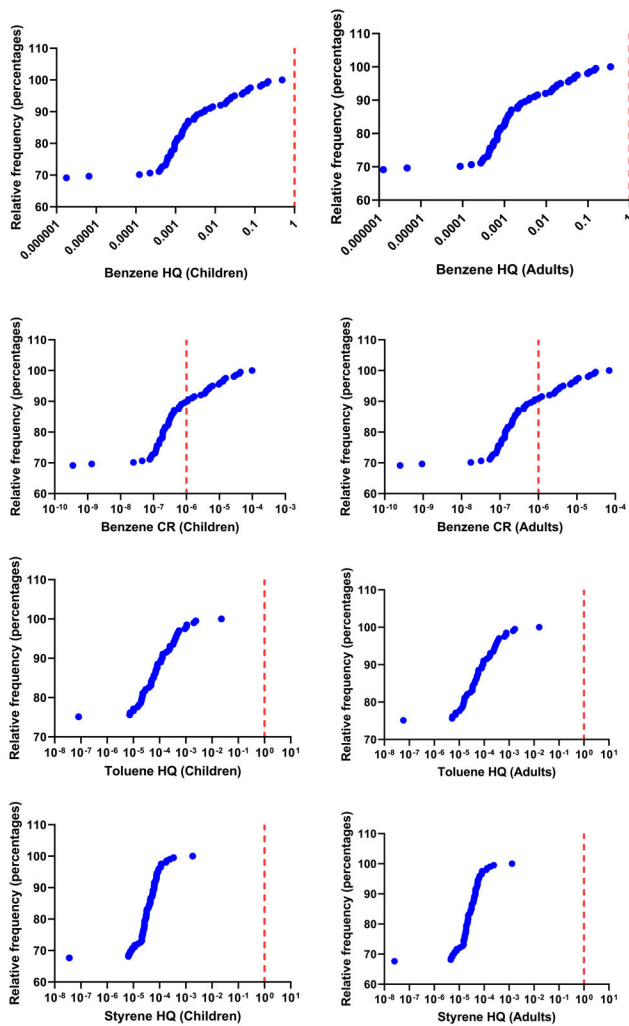 Relative frequency (percentages)
110
100
90
80
70
60
0.000001
0.00001
0.0001
0.001
0.01
0.1
1
Benzene HQ (Children)
Relative frequency (percentages)
110
100
90
80
70
60
0.000001
0.00001
0.0001
0.001
0.01
0.1
1
Benzene HQ (Adults)
Relative frequency (percentages)
110
100
90
80
70
60
10⁻¹⁰ 10⁻⁹ 10⁻⁸ 10⁻⁷ 10⁻⁶ 10⁻⁵ 10⁻⁴ 10⁻³
Benzene CR (Children)
Relative frequency (percentages)
110
100
90
80
70
60
10⁻¹⁰ 10⁻⁹ 10⁻⁸ 10⁻⁷ 10⁻⁶ 10⁻⁵ 10⁻⁴
Benzene CR (Adults)
Relative frequency (percentages)
110
100
90
80
70
10⁻⁸ 10⁻⁷ 10⁻⁶ 10⁻⁵ 10⁻⁴ 10⁻³ 10⁻² 10⁻¹ 10⁰ 10¹
Toluene HQ (Children)
Relative frequency (percentages)
110
100
90
80
70
10⁻⁸ 10⁻⁷ 10⁻⁶ 10⁻⁵ 10⁻⁴ 10⁻³ 10⁻² 10⁻¹ 10⁰ 10¹
Toluene HQ (Adults)
Relative frequency (percentages)
110
100
90
80
70
60
10⁻⁸ 10⁻⁷ 10⁻⁶ 10⁻⁵ 10⁻⁴ 10⁻³ 10⁻² 10⁻¹ 10⁰ 10¹
Styrene HQ (Children)
Relative frequency (percentages)
110
100
90
80
70
60
10⁻⁸ 10⁻⁷ 10⁻⁶ 10⁻⁵ 10⁻⁴ 10⁻³ 10⁻² 10⁻¹ 10⁰ 10¹
Styrene HQ (Adults)